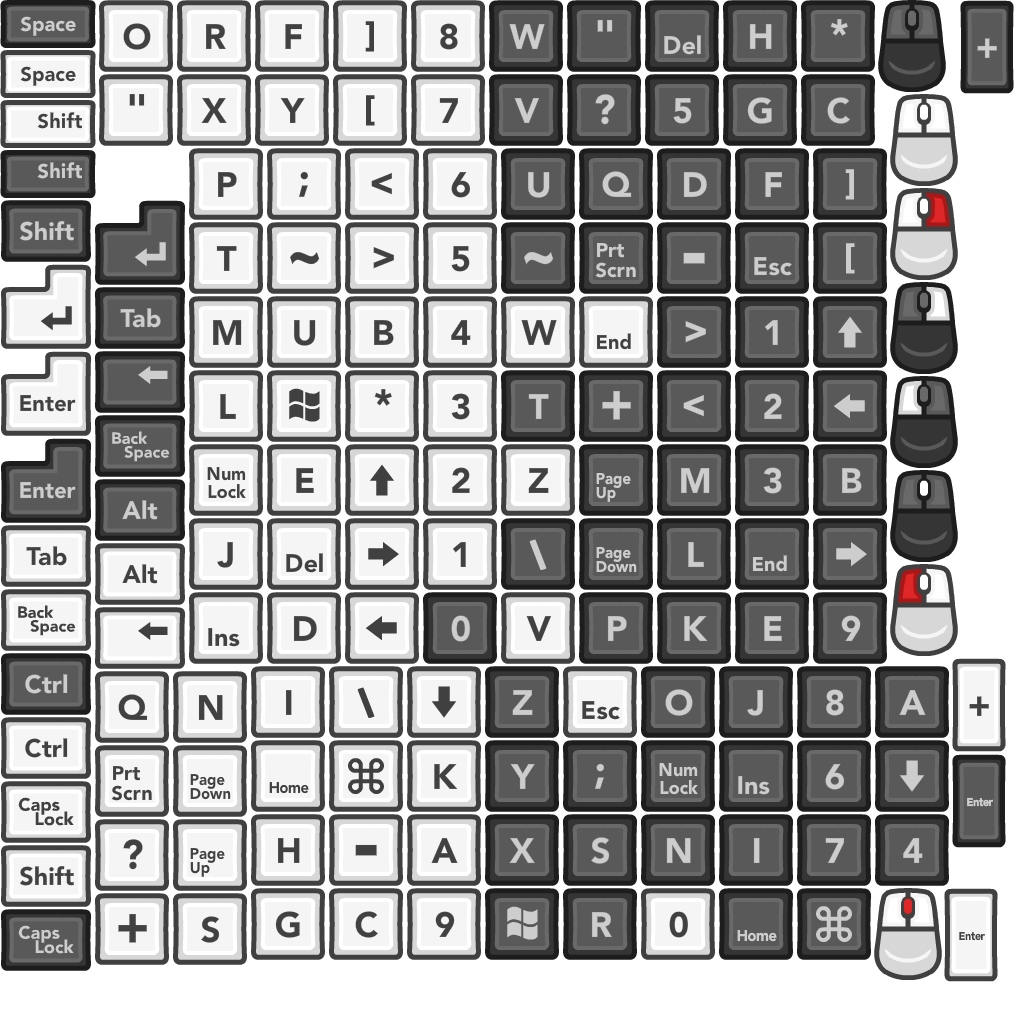 Space O R F ] 8 W " Del H * +
Space
" X Y [ 7 V ? 5 G C
Shift
Shift P ; < 6 U Q D F ]
Shift
T ~ > 5 ~ Prt Scrn - Esc [
↵
↵ Tab M U B 4 W End > 1 ↑
Enter ← L * 3 T + < 2 ←
Back Space
Enter Num Lock E ↑ 2 Z Page Up M 3 B
Alt
Tab Alt J Del → 1 \ Page Down L End →
Back Space ← Ins D ← 0 V P K E 9
Ctrl Q N I \ ↓ Z Esc O J 8 A +
Ctrl Prt Scrn Page Down Home ⌘ K Y ; Num Lock Ins 6 ↓ Enter
Caps Lock
Shift ? Page Up H - A X S N I 7 4
Caps Lock + S G C 9 R 0 Home ⌘ Enter